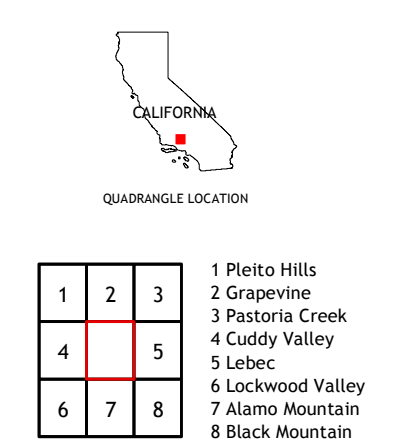 CALIFORNIA
QUADRANGLE LOCATION
1 2 3
4 5
6 7 8
1 Pleito Hills
2 Grapevine
3 Pastoria Creek
4 Cuddy Valley
5 Lebec
6 Lockwood Valley
7 Alamo Mountain
8 Black Mountain